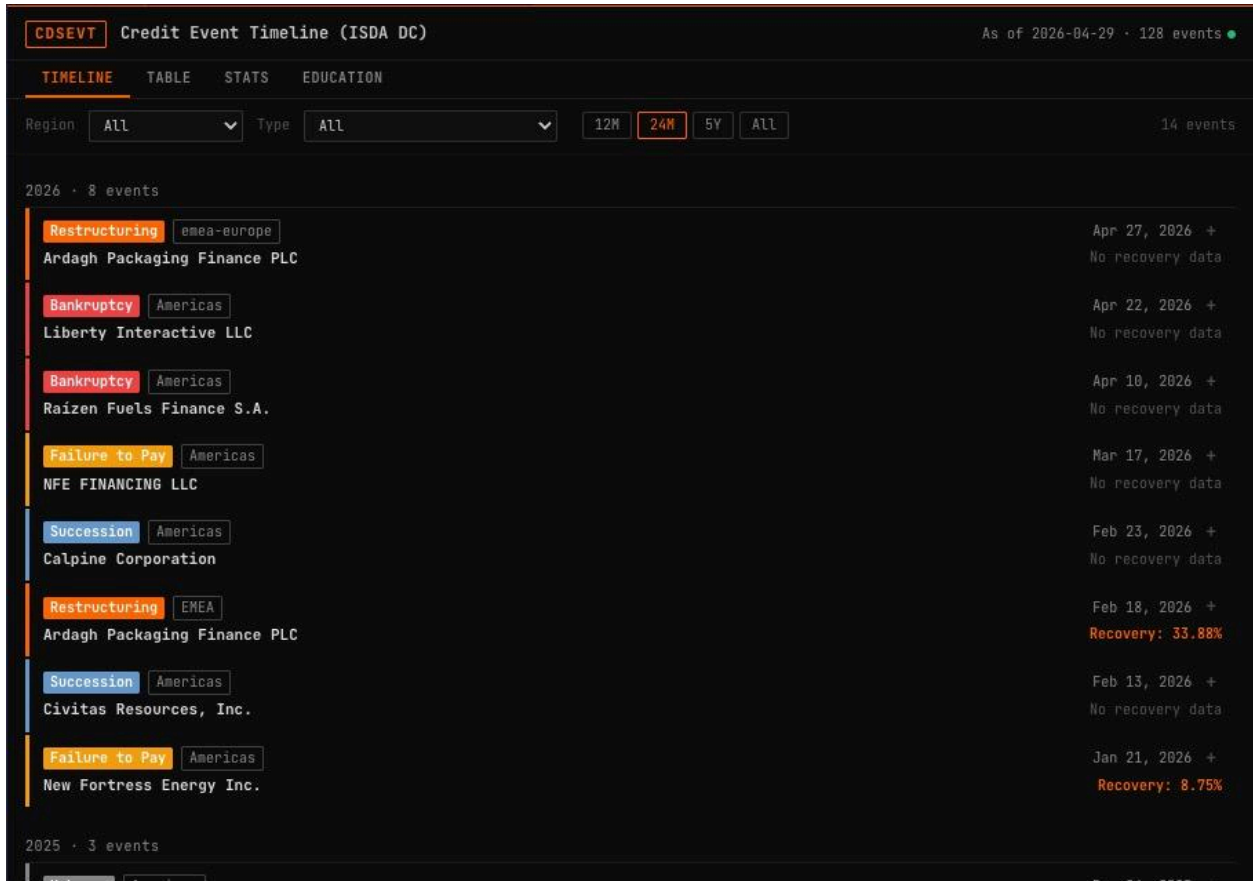 CDSEVT Credit Event Timeline (ISDA DC) As of 2026-04-29 · 128 events
TIMELINE TABLE STATS EDUCATION
Region All Type All 12M 24M 5Y All 14 events
2026 · 8 events
Restructuring emea-europe Apr 27, 2026 +
Ardagh Packaging Finance PLC No recovery data
Bankruptcy Americas Apr 22, 2026 +
Liberty Interactive LLC No recovery data
Bankruptcy Americas Apr 10, 2026 +
Raízen Fuels Finance S.A. No recovery data
Failure to Pay Americas Mar 17, 2026 +
NFE FINANCING LLC No recovery data
Succession Americas Feb 23, 2026 +
Calpine Corporation No recovery data
Restructuring EMEA Feb 18, 2026 +
Ardagh Packaging Finance PLC Recovery: 33.88%
Succession Americas Feb 13, 2026 +
Civitas Resources, Inc. No recovery data
Failure to Pay Americas Jan 21, 2026 +
New Fortress Energy Inc. Recovery: 8.75%
2025 · 3 events